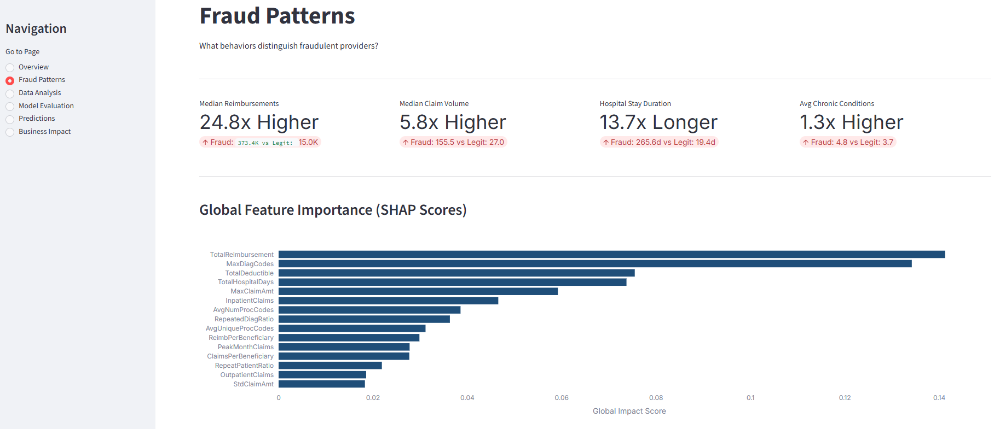 Navigation
Go to Page
Overview
Fraud Patterns
Data Analysis
Model Evaluation
Predictions
Business Impact
Fraud Patterns
What behaviors distinguish fraudulent providers?
Median Reimbursements
24.8x Higher
↑ Fraud: 373.4K vs Legit: 15.0K
Median Claim Volume
5.8x Higher
↑ Fraud: 155.5 vs Legit: 27.0
Hospital Stay Duration
13.7x Longer
↑ Fraud: 265.6d vs Legit: 19.4d
Avg Chronic Conditions
1.3x Higher
↑ Fraud: 4.8 vs Legit: 3.7
Global Feature Importance (SHAP Scores)
TotalReimbursement
MaxDiagCodes
TotalDeductible
TotalHospitalDays
MaxClaimAmt
InpatientClaims
AvgNumProcCodes
RepeatedDiagRatio
AvgUniqueProcCodes
ReimbPerBeneficiary
PeakMonthClaims
ClaimsPerBeneficiary
RepeatPatientRatio
OutpatientClaims
StdClaimAmt
0 0.02 0.04 0.06 0.08 0.1 0.12 0.14
Global Impact Score